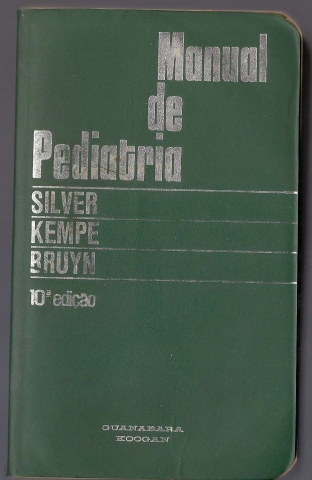 Manual
de
Pediatria
SILVER
KEMPE
BRUYN
10ª edição
GUANABARA
KOOGAN